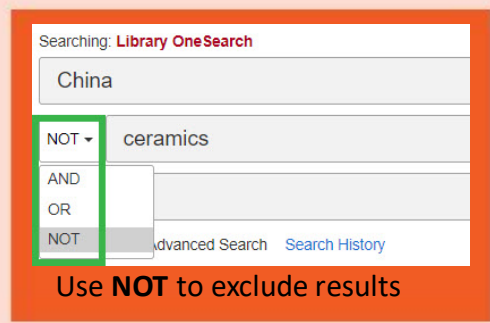 Searching: Library OneSearch
China
NOT ceramics
AND
OR
NOT
Advanced Search Search History
Use NOT to exclude results